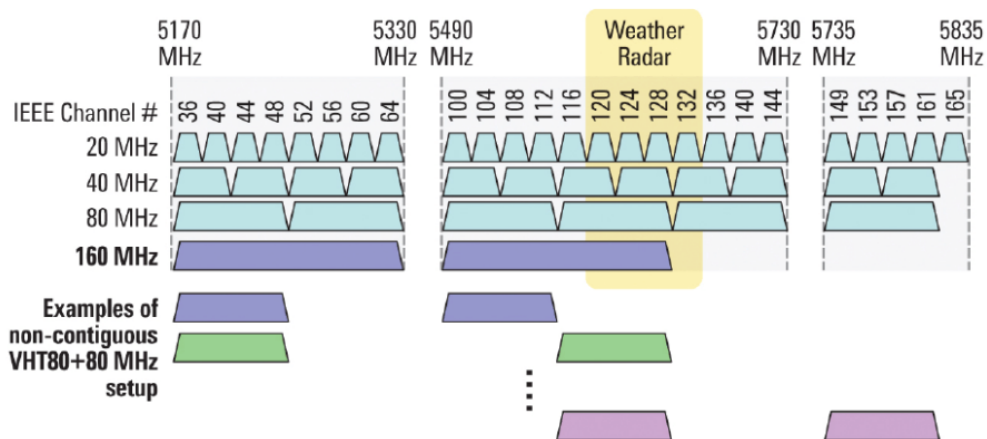 5170 MHz
5330 MHz
5490 MHz
Weather Radar
5730 MHz
5735 MHz
5835 MHz
IEEE Channel # 36 40 44 48 52 56 60 64 100 104 108 112 116 120 124 128 132 136 140 144 149 153 157 161 165
20 MHz
40 MHz
80 MHz
160 MHz
Examples of
non-contiguous
VHT80+80 MHz
setup